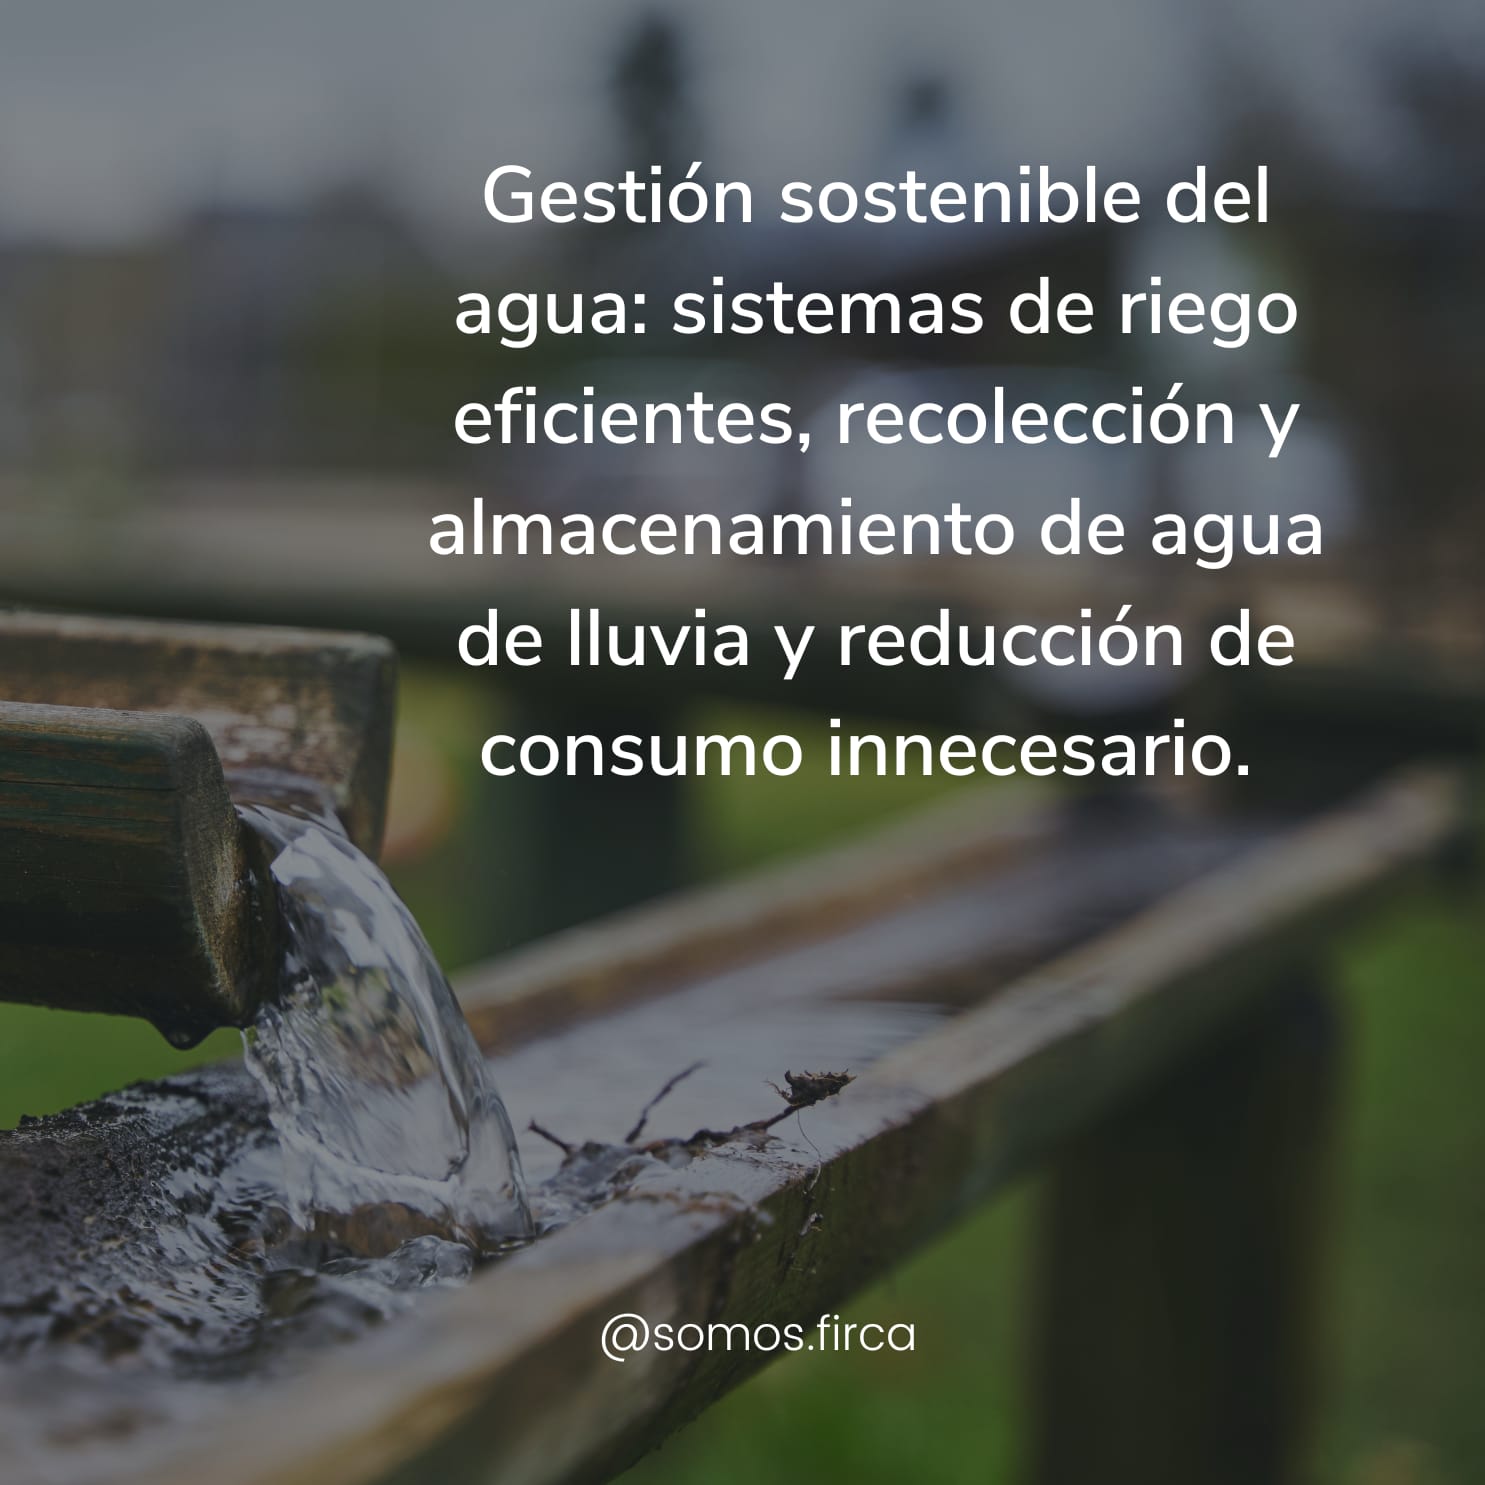 Gestión sostenible del
agua: sistemas de riego
eficientes, recolección y
almacenamiento de agua
de lluvia y reducción de
consumo innecesario.
@somos.firca